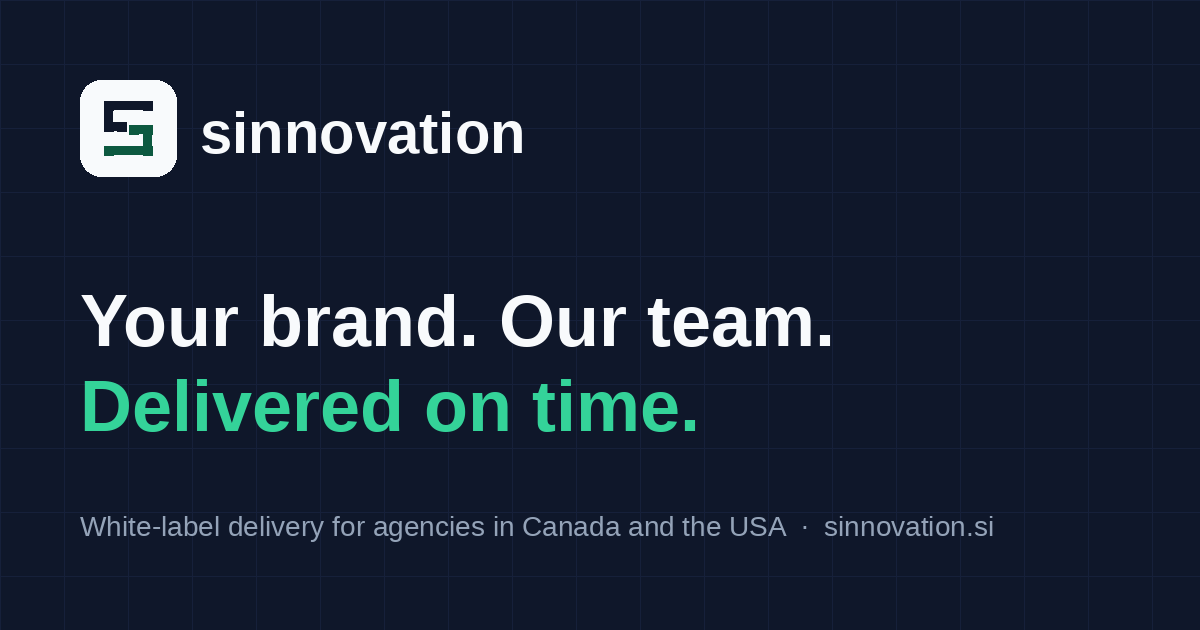 sinnovation
Your brand. Our team.
Delivered on time.
White-label delivery for agencies in Canada and the USA · sinnovation.si